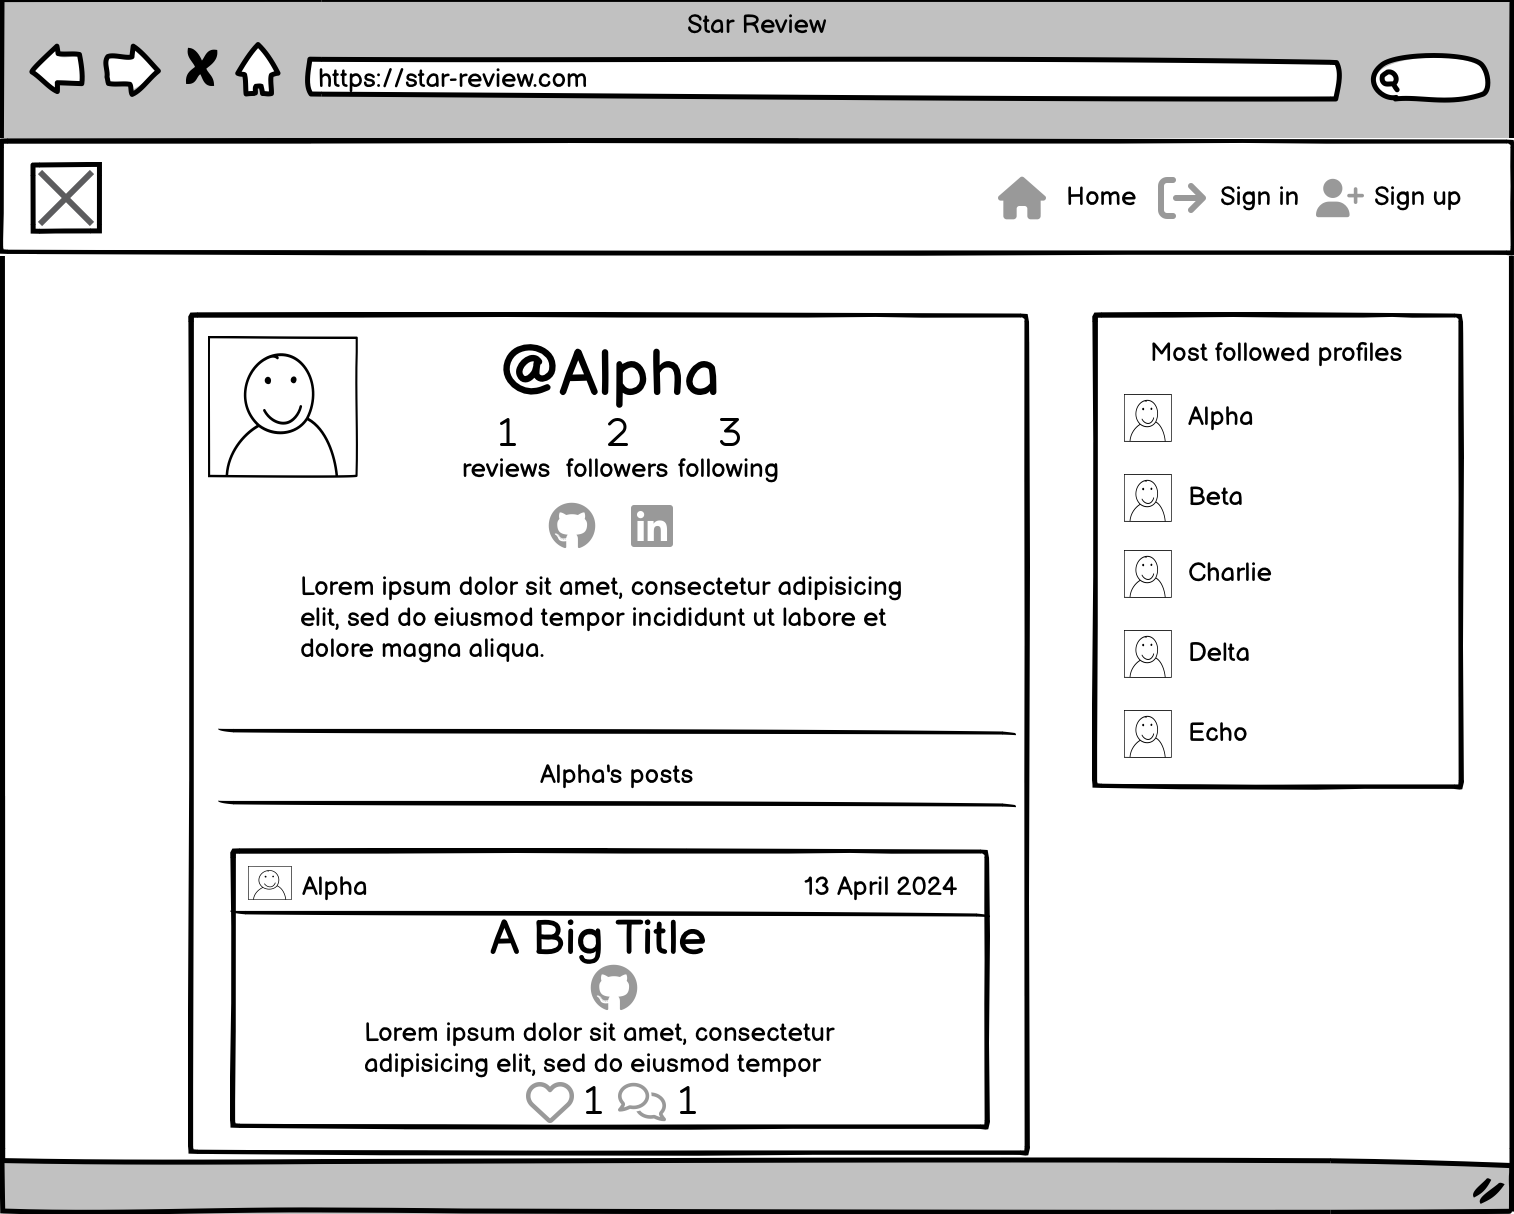 Star Review
https://star-review.com
Home Sign in Sign up
@Alpha
1 2 3
reviews followers following
in
Lorem ipsum dolor sit amet, consectetur adipisicing
elit, sed do eiusmod tempor incididunt ut labore et
dolore magna aliqua.
Alpha's posts
Alpha 13 April 2024
A Big Title
Lorem ipsum dolor sit amet, consectetur
adipisicing elit, sed do eiusmod tempor
1 1
Most followed profiles
Alpha
Beta
Charlie
Delta
Echo